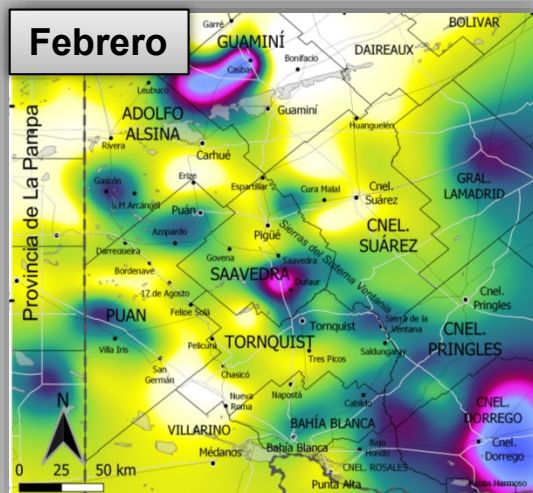 Febrero
Garré
GUAMINÍ
BOLIVAR
DAIREAUX
Casbas
Bonifacio
Leubucó
ADOLFO
ALSINA
Guaminí
Huanguelén
Rivera
Carhué
Gascón
S.M.Arcángel
Erize
Espartillar
Cura Malal
Cnel.
Suárez
GRAL.
LAMADRID
Puán
Azopardo
Pigüé
CNEL.
SUÁREZ
Sierras del Sistema Ventania
Darregueira
Govena
Saavedra
SAAVEDRA
Bordenave
Dufaur
17 de Agosto
Felipe Solá
PUAN
Provincia de La Pampa
Cnel.
Pringles
Tornquist
Sierra de la
Ventana
CNEL.
PRINGLES
Villa Iris
Pelicura
TORNQUIST
Tres Picos
Saldungaray
San
Germán
Chasicó
Napostá
Cabildo
CNEL.
DORREGO
N
Nueva
Roma
VILLARINO
BAHÍA BLANCA
Bahía Blanca
Bajo
Hondo
Cnel.
Dorrego
Médanos
CNEL. ROSALES
Punta Alta
0 25 50 km